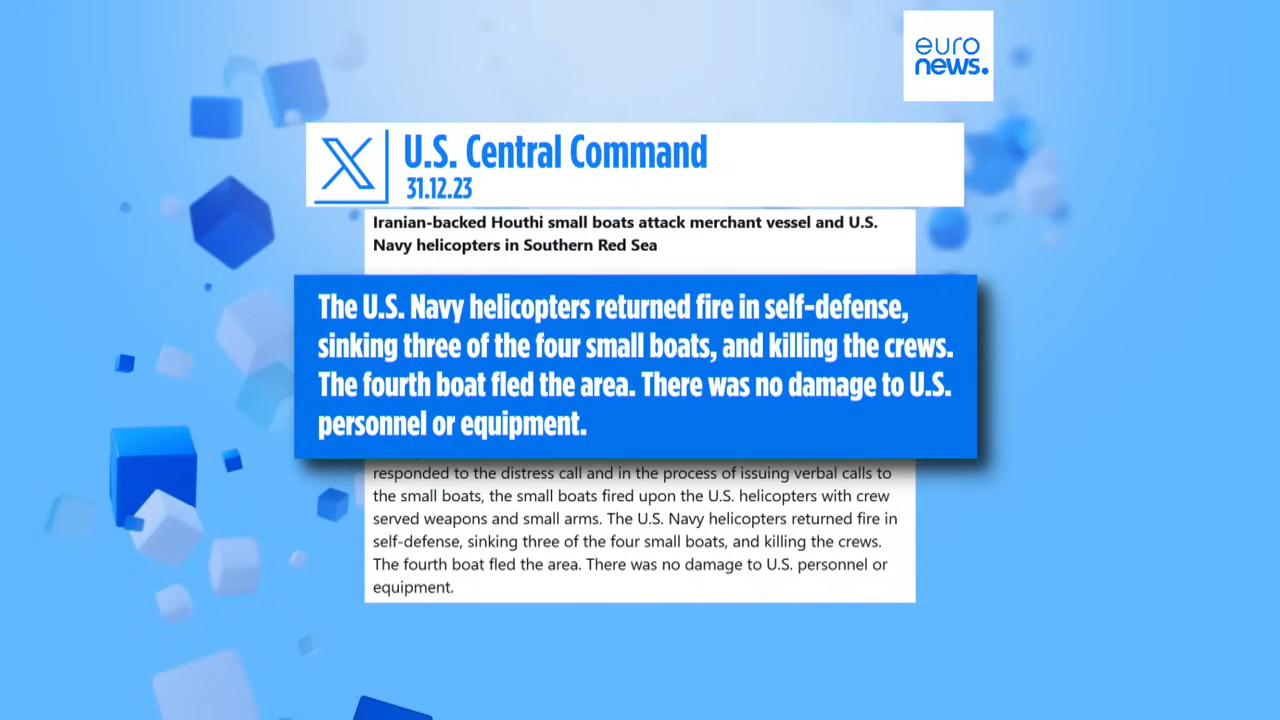 euro
news.
U.S. Central Command
31.12.23
Iranian-backed Houthi small boats attack merchant vessel and U.S.
Navy helicopters in Southern Red Sea
The U.S. Navy helicopters returned fire in self-defense,
sinking three of the four small boats, and killing the crews.
The fourth boat fled the area. There was no damage to U.S.
personnel or equipment.
responded to the distress call and in the process of issuing verbal calls to
the small boats, the small boats fired upon the U.S. helicopters with crew
served weapons and small arms. The U.S. Navy helicopters returned fire in
self-defense, sinking three of the four small boats, and killing the crews.
The fourth boat fled the area. There was no damage to U.S. personnel or
equipment.